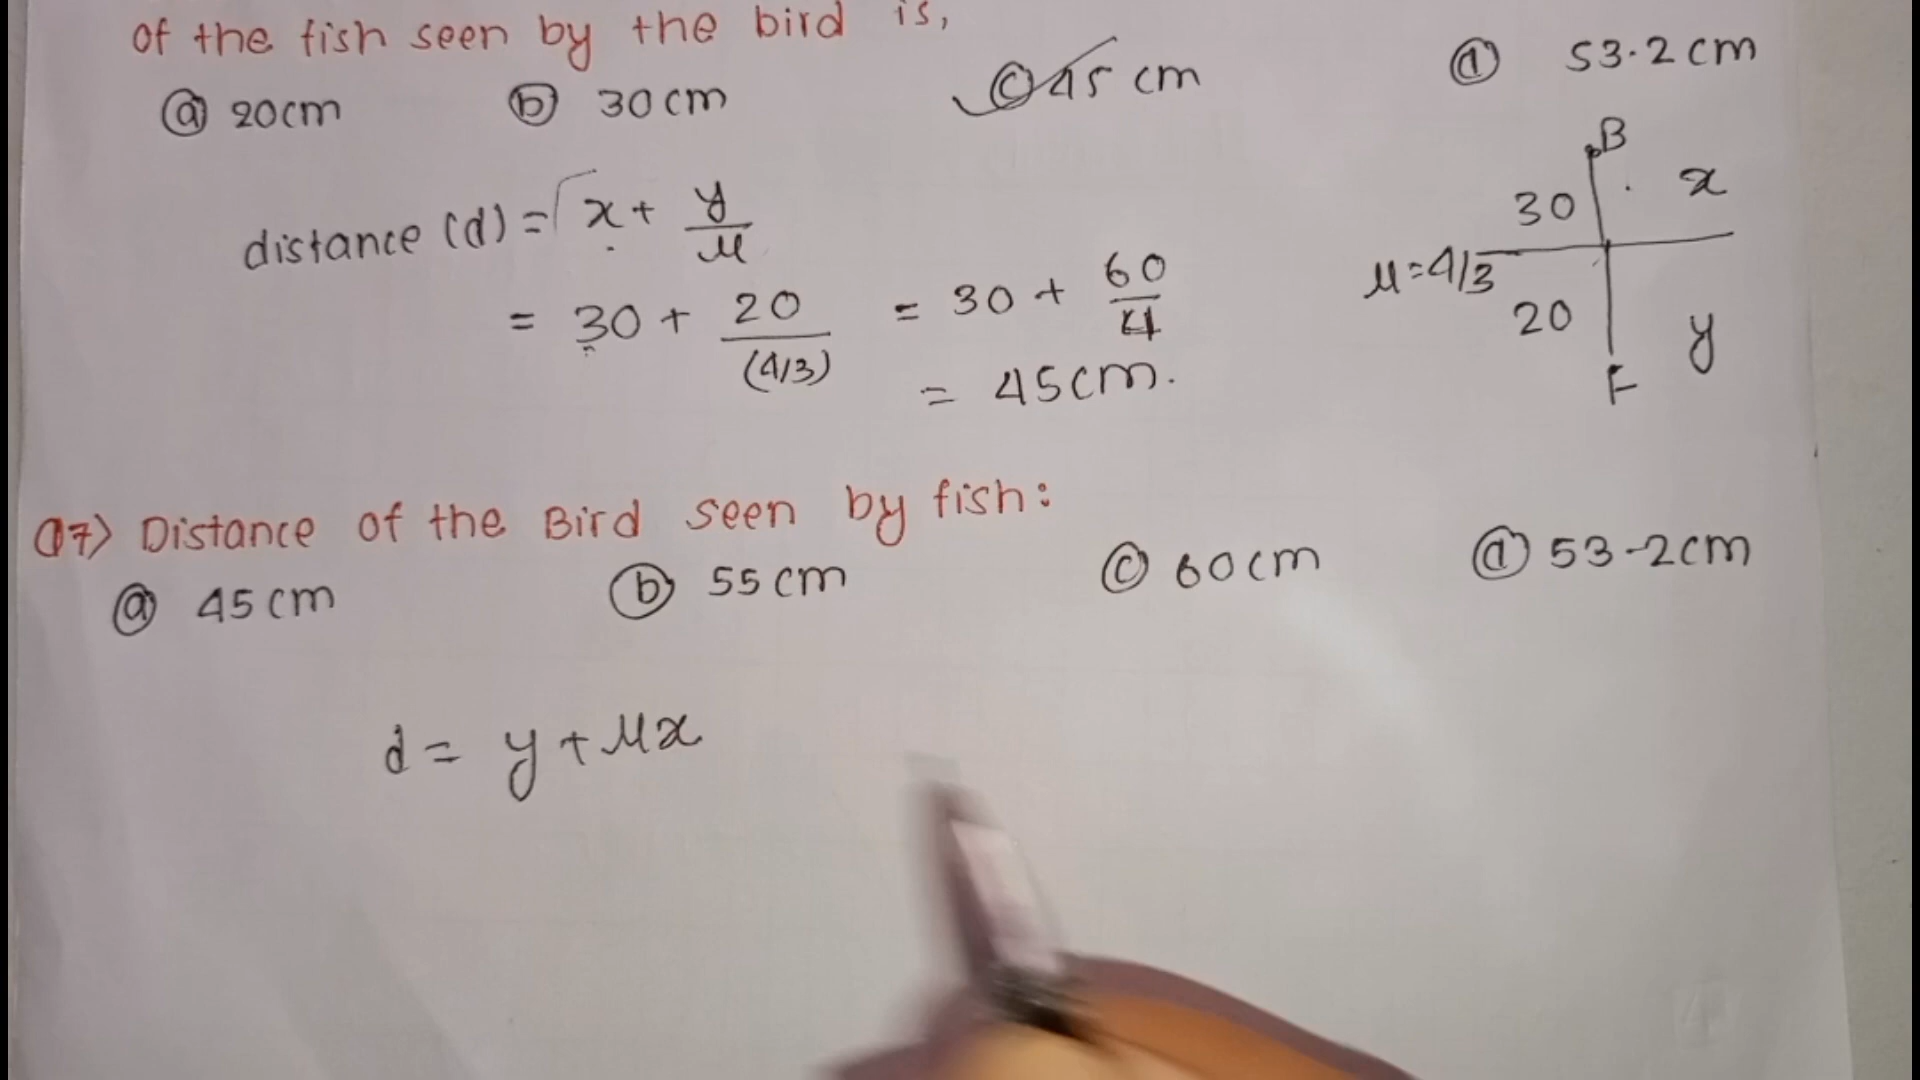 of the fish seen by the bird is,
ⓐ 20cm ⓑ 30cm ⓒ 45 cm ⓓ 53.2 cm
B
distance (d) = x + y/μ
30 x
= 30 + 20/(4/3) = 30 + 60/4
μ=4/3
20 y
= 45cm.
F
Q7) Distance of the Bird seen by fish:
ⓐ 45cm ⓑ 55cm ⓒ 60cm ⓓ 53.2cm
d = y + μx